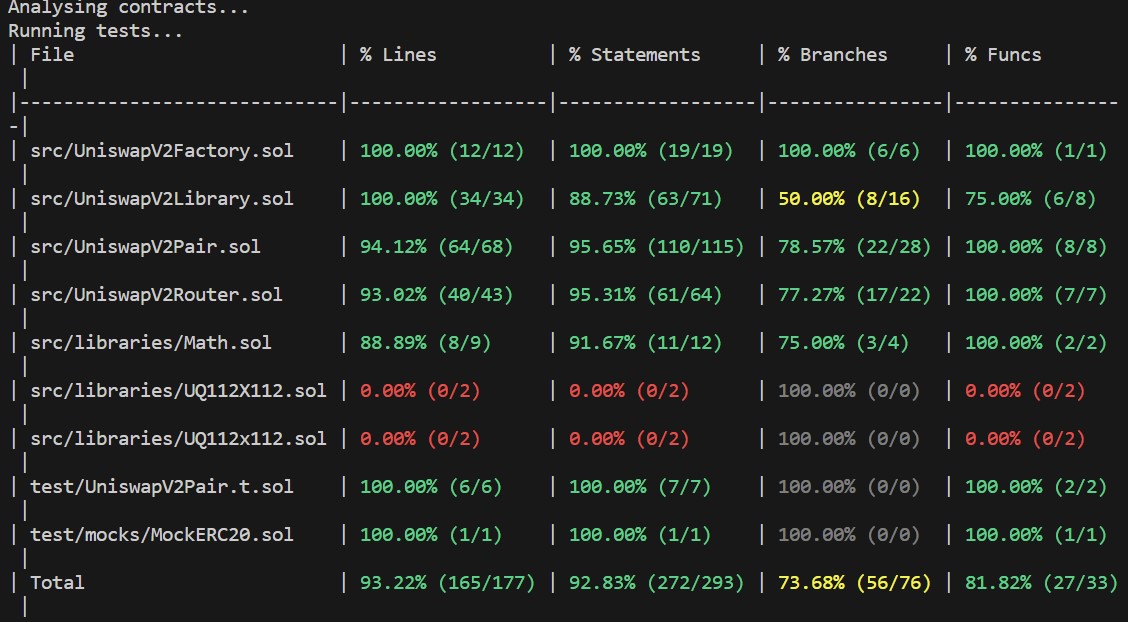 Analysing contracts...
Running tests...
| File                        | % Lines          | % Statements     | % Branches     | % Funcs
 |
|-----------------------------|------------------|------------------|----------------|---------------
-|
| src/UniswapV2Factory.sol    | 100.00% (12/12)  | 100.00% (19/19)  | 100.00% (6/6)  | 100.00% (1/1)
 |
| src/UniswapV2Library.sol    | 100.00% (34/34)  | 88.73% (63/71)   | 50.00% (8/16)  | 75.00% (6/8)
 |
| src/UniswapV2Pair.sol       | 94.12% (64/68)   | 95.65% (110/115) | 78.57% (22/28) | 100.00% (8/8)
 |
| src/UniswapV2Router.sol     | 93.02% (40/43)   | 95.31% (61/64)   | 77.27% (17/22) | 100.00% (7/7)
 |
| src/libraries/Math.sol      | 88.89% (8/9)     | 91.67% (11/12)   | 75.00% (3/4)   | 100.00% (2/2)
 |
| src/libraries/UQ112X112.sol | 0.00% (0/2)      | 0.00% (0/2)      | 100.00% (0/0)  | 0.00% (0/2)
 |
| src/libraries/UQ112x112.sol | 0.00% (0/2)      | 0.00% (0/2)      | 100.00% (0/0)  | 0.00% (0/2)
 |
| test/UniswapV2Pair.t.sol    | 100.00% (6/6)    | 100.00% (7/7)    | 100.00% (0/0)  | 100.00% (2/2)
 |
| test/mocks/MockERC20.sol    | 100.00% (1/1)    | 100.00% (1/1)    | 100.00% (0/0)  | 100.00% (1/1)
 |
| Total                       | 93.22% (165/177) | 92.83% (272/293) | 73.68% (56/76) | 81.82% (27/33)
 |